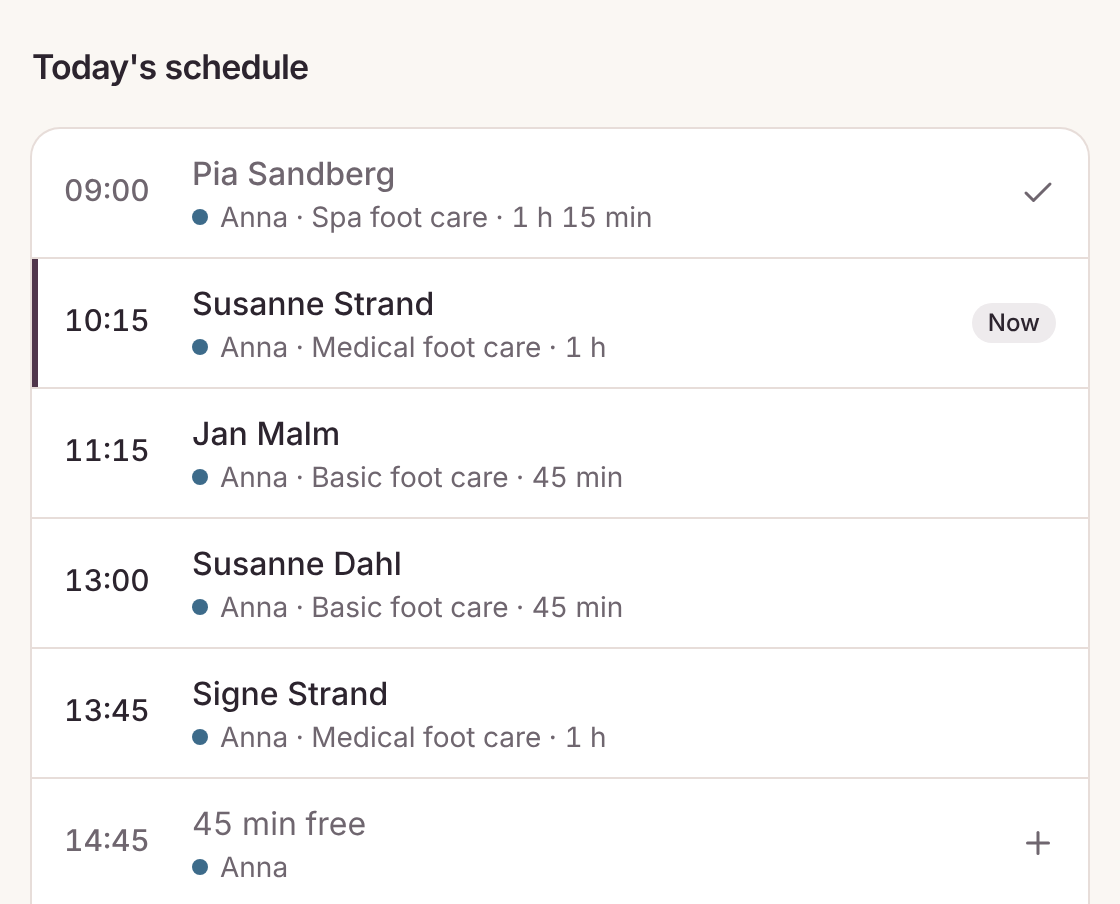 Today's schedule
09:00
Pia Sandberg
Anna · Spa foot care · 1 h 15 min
10:15
Susanne Strand
Anna · Medical foot care · 1 h
Now
11:15
Jan Malm
Anna · Basic foot care · 45 min
13:00
Susanne Dahl
Anna · Basic foot care · 45 min
13:45
Signe Strand
Anna · Medical foot care · 1 h
14:45
45 min free
Anna